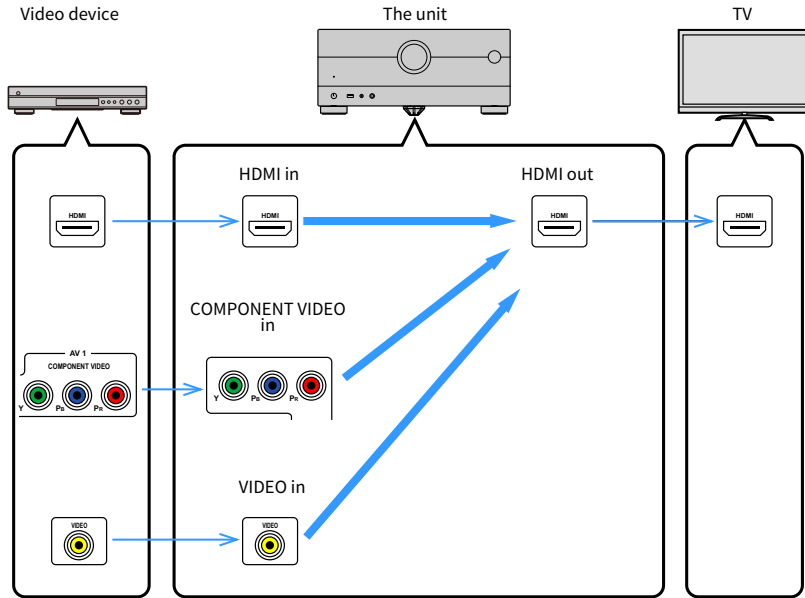 Video device
The unit
TV
HDMI in
HDMI out
HDMI
HDMI
HDMI
HDMI
COMPONENT VIDEO
in
AV 1
COMPONENT VIDEO
Y
PB
PR
Y
PB
PR
VIDEO in
VIDEO
VIDEO